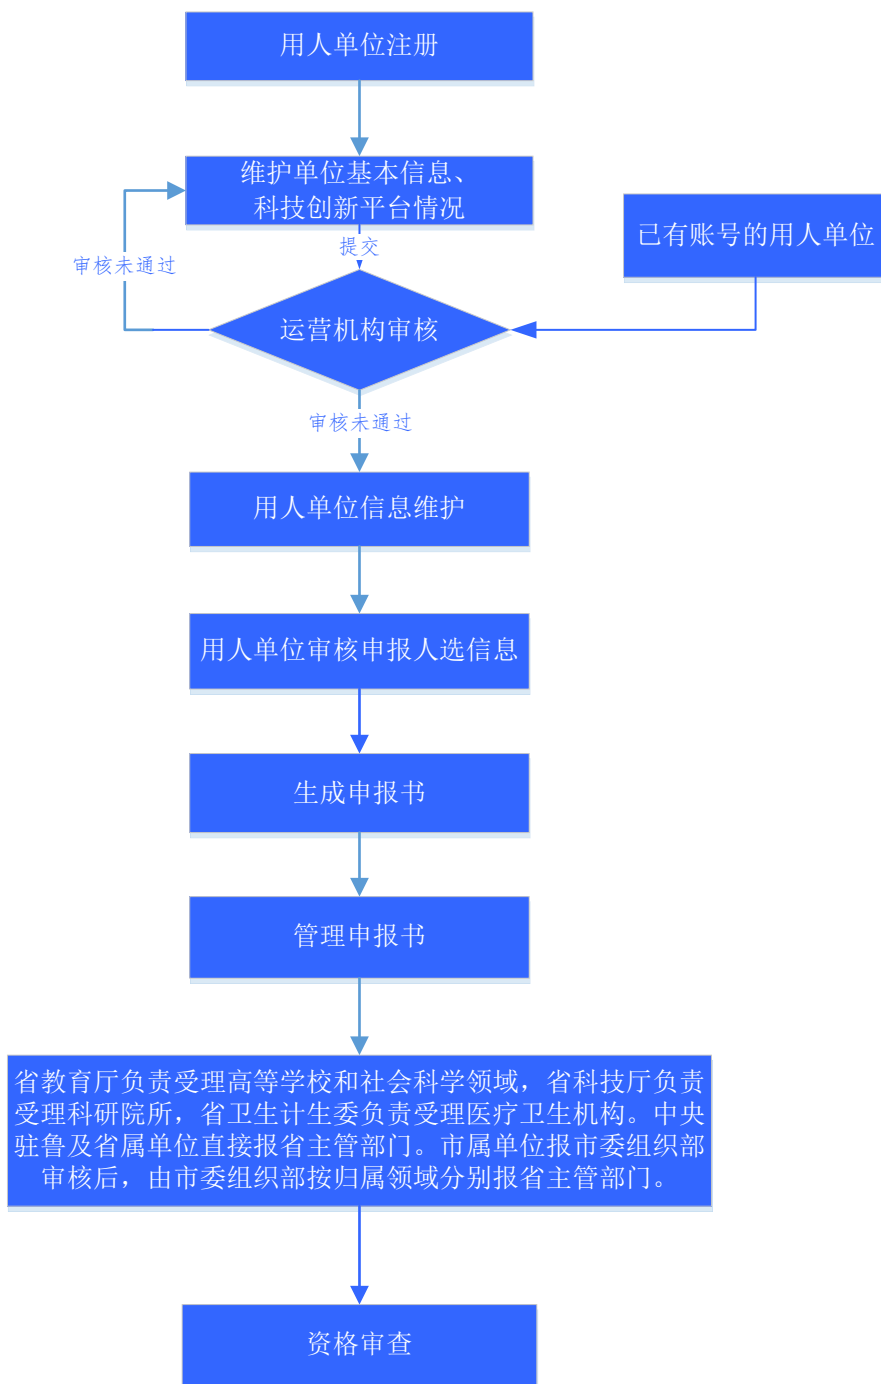 用人单位注册
维护单位基本信息、
科技创新平台情况
已有账号的用人单位
提交
审核未通过
运营机构审核
审核未通过
用人单位信息维护
用人单位审核申报人选信息
生成申报书
管理申报书
省教育厅负责受理高等学校和社会科学领域，省科技厅负责
受理科研院所，省卫生计生委负责受理医疗卫生机构。中央
驻鲁及省属单位直接报省主管部门。市属单位报市委组织部
审核后，由市委组织部按归属领域分别报省主管部门。
资格审查